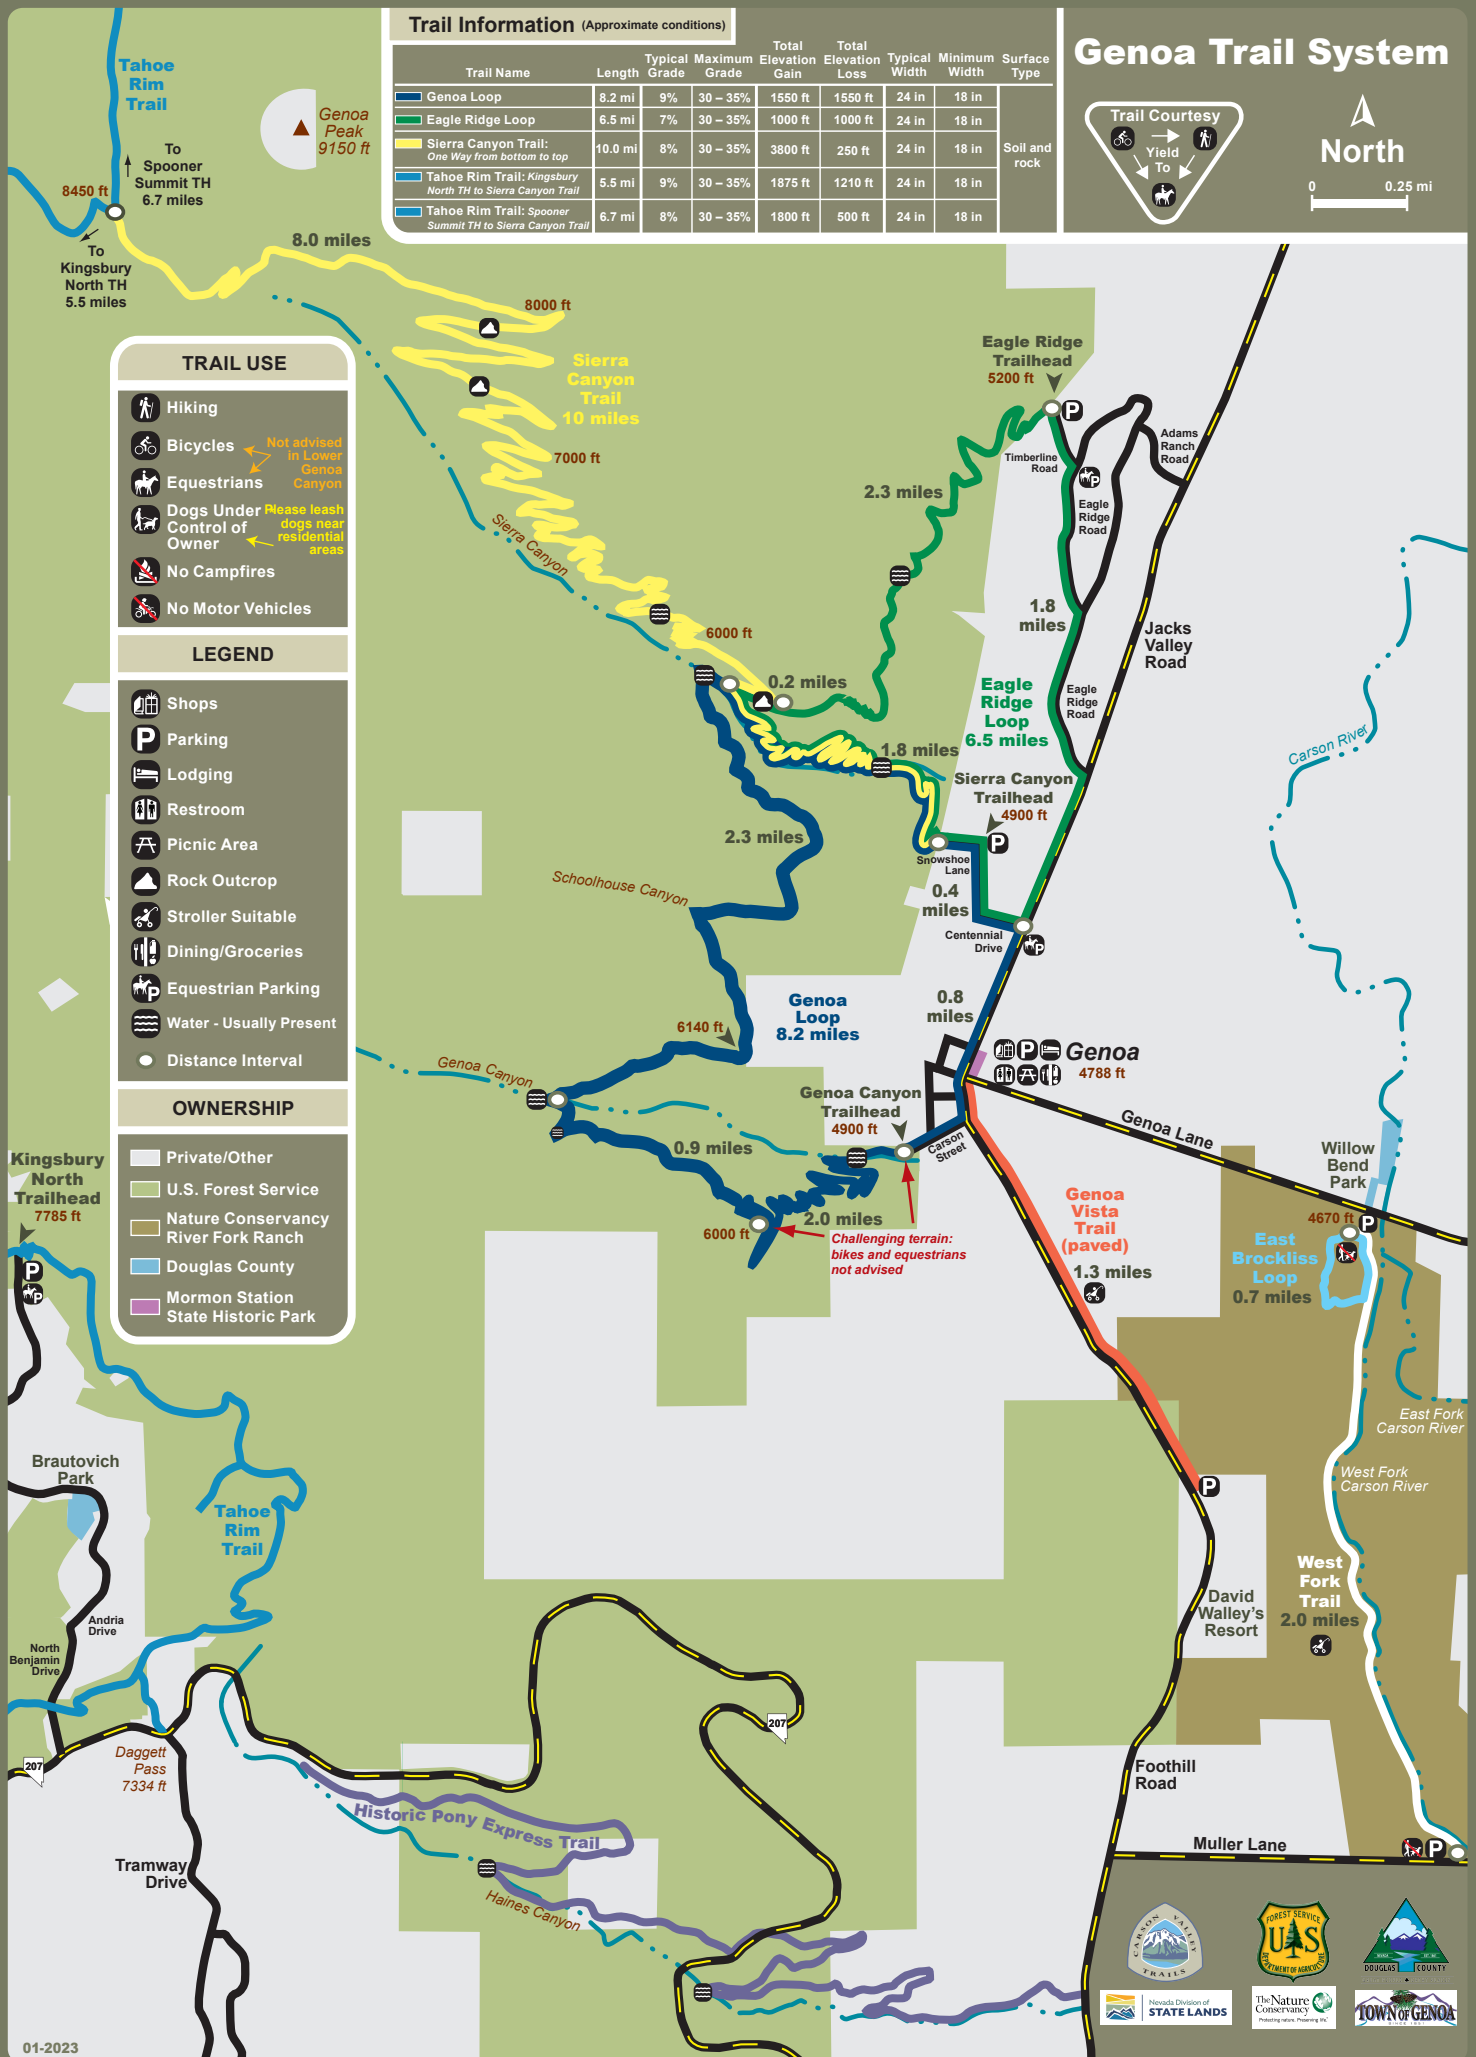 Trail Information (Approximate conditions)
Trail Name
Length
Typical Grade
Maximum Grade
Total Elevation Gain
Total Elevation Loss
Typical Width
Minimum Width
Surface Type
Genoa Loop 8.2 mi 9% 30 – 35% 1550 ft 1550 ft 24 in 18 in
Eagle Ridge Loop 6.5 mi 7% 30 – 35% 1000 ft 1000 ft 24 in 18 in
Sierra Canyon Trail:
One Way from bottom to top
10.0 mi 8% 30 – 35% 3800 ft 250 ft 24 in 18 in
Tahoe Rim Trail: Kingsbury
North TH to Sierra Canyon Trail
5.5 mi 9% 30 – 35% 1875 ft 1210 ft 24 in 18 in
Tahoe Rim Trail: Spooner
Summit TH to Sierra Canyon Trail
6.7 mi 8% 30 – 35% 1800 ft 500 ft 24 in 18 in
Soil and
rock
Genoa Trail System
Trail Courtesy
Yield
To
North
0 0.25 mi
Tahoe
Rim
Trail
Genoa
Peak
9150 ft
To
Spooner
Summit TH
6.7 miles
8450 ft
To
Kingsbury
North TH
5.5 miles
8.0 miles
8000 ft
Sierra
Canyon
Trail
10 miles
7000 ft
Sierra Canyon
6000 ft
0.2 miles
Eagle Ridge
Trailhead
5200 ft
P
Timberline
Road
P
Adams
Ranch
Road
Eagle
Ridge
Road
2.3 miles
1.8
miles
Jacks
Valley
Road
Eagle
Ridge
Road
Eagle
Ridge
Loop
6.5 miles
1.8 miles
Sierra Canyon
Trailhead
4900 ft
P
Snowshoe
Lane
0.4
miles
Centennial
Drive
P
0.8
miles
Carson River
2.3 miles
Schoolhouse Canyon
Genoa
Loop
8.2 miles
6140 ft
Genoa Canyon
P
Genoa
4788 ft
Genoa Canyon
Trailhead
4900 ft
Carson
Street
Genoa Lane
0.9 miles
2.0 miles
6000 ft
Challenging terrain:
bikes and equestrians
not advised
Genoa
Vista
Trail
(paved)
1.3 miles
Willow
Bend
Park
4670 ft
P
East
Brockliss
Loop
0.7 miles
East Fork
Carson River
West Fork
Carson River
P
West
Fork
Trail
2.0 miles
David
Walley's
Resort
Foothill
Road
Muller Lane
P
TRAIL USE
Hiking
Bicycles
Equestrians
Not advised
in Lower
Genoa
Canyon
Dogs Under
Control of
Owner
Please leash
dogs near
residential
areas
No Campfires
No Motor Vehicles
LEGEND
Shops
P Parking
Lodging
Restroom
Picnic Area
Rock Outcrop
Stroller Suitable
Dining/Groceries
P Equestrian Parking
Water - Usually Present
Distance Interval
OWNERSHIP
Private/Other
U.S. Forest Service
Nature Conservancy
River Fork Ranch
Douglas County
Mormon Station
State Historic Park
Kingsbury
North
Trailhead
7785 ft
P
P
Brautovich
Park
Tahoe
Rim
Trail
Andria
Drive
North
Benjamin
Drive
207
Daggett
Pass
7334 ft
207
Tramway
Drive
Historic Pony Express Trail
Haines Canyon
CARSON VALLEY
TRAILS
FOREST SERVICE
US
DEPARTMENT OF AGRICULTURE
DOUGLAS COUNTY
Nevada Division of
STATE LANDS
The Nature
Conservancy
Protecting nature. Preserving life.
TOWN OF GENOA
01-2023